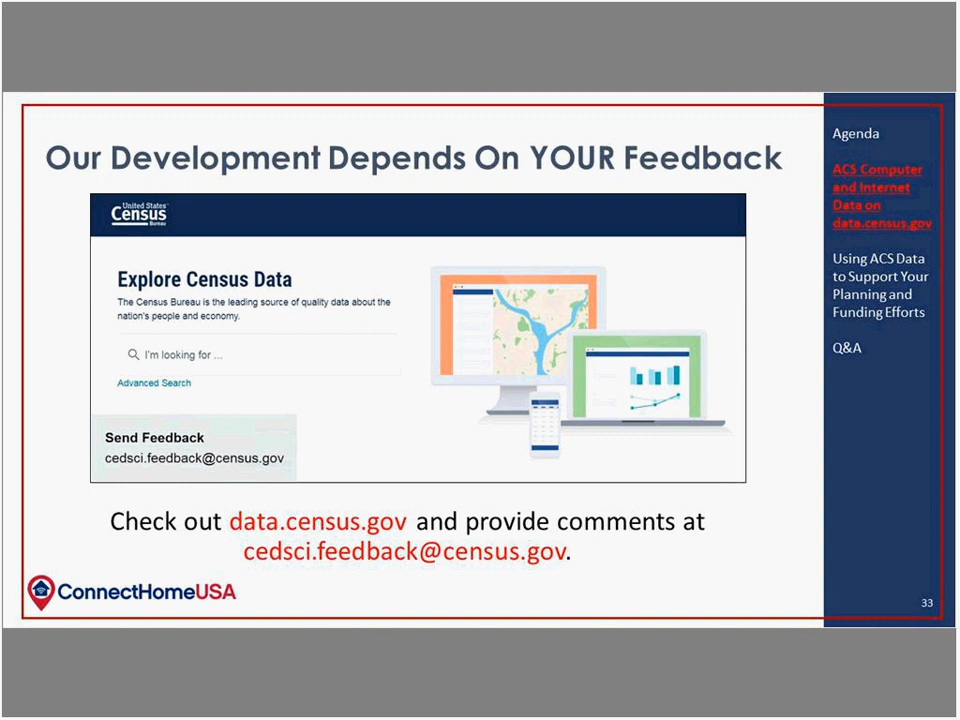 Our Development Depends On YOUR Feedback
United States
Census
Bureau
Explore Census Data
The Census Bureau is the leading source of quality data about the
nation's people and economy.
I'm looking for ...
Advanced Search
Send Feedback
cedsci.feedback@census.gov
Check out data.census.gov and provide comments at
cedsci.feedback@census.gov.
ConnectHomeUSA
Agenda
ACS Computer
and Internet
Data on
data.census.gov
Using ACS Data
to Support Your
Planning and
Funding Efforts
Q&A
33